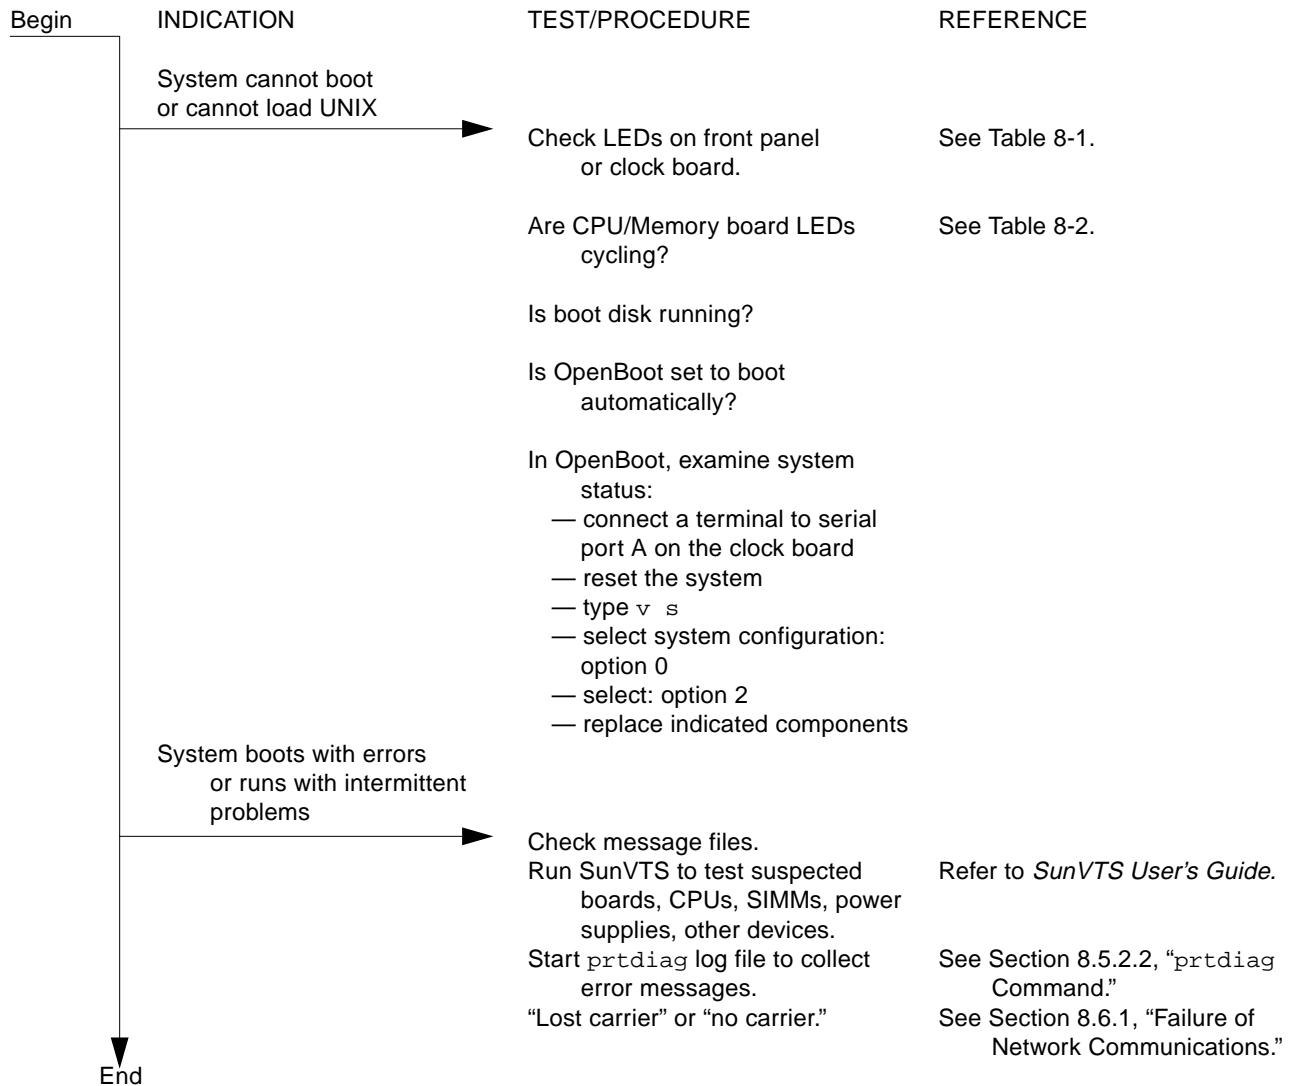 Begin INDICATION TEST/PROCEDURE REFERENCE
System cannot boot
or cannot load UNIX
Check LEDs on front panel See Table 8-1.
or clock board.
Are CPU/Memory board LEDs See Table 8-2.
cycling?
Is boot disk running?
Is OpenBoot set to boot
automatically?
In OpenBoot, examine system
status:
— connect a terminal to serial
port A on the clock board
— reset the system
— type v s
— select system configuration:
option 0
— select: option 2
— replace indicated components
System boots with errors
or runs with intermittent
problems
Check message files.
Run SunVTS to test suspected Refer to SunVTS User's Guide.
boards, CPUs, SIMMs, power
supplies, other devices.
Start prtdiag log file to collect See Section 8.5.2.2, “prtdiag
error messages. Command.”
“Lost carrier” or “no carrier.” See Section 8.6.1, “Failure of
Network Communications.”
End